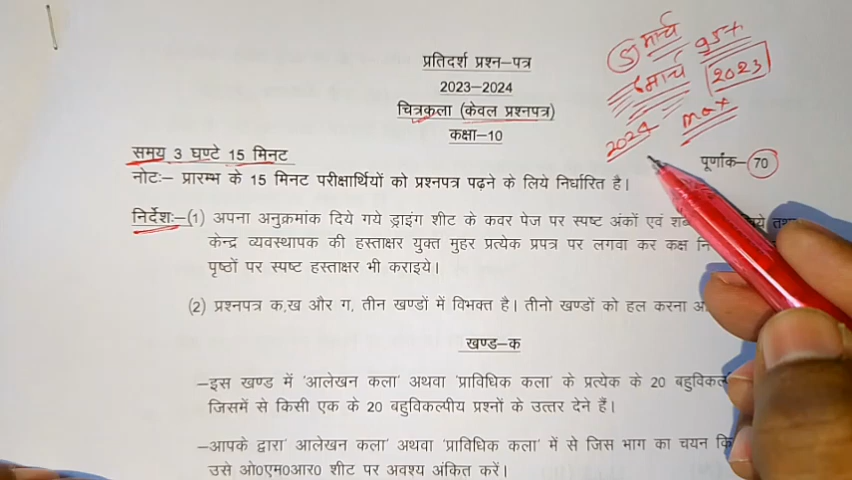 प्रतिदर्श प्रश्न–पत्र
2023–2024
चित्रकला (केवल प्रश्नपत्र)
कक्षा–10
5 मार्च 95+
6 मार्च 2023
2024 max
समय 3 घण्टे 15 मिनट
पूर्णांक– 70
नोटः– प्रारम्भ के 15 मिनट परीक्षार्थियों को प्रश्नपत्र पढ़ने के लिये निर्धारित है।
निर्देशः–(1) अपना अनुक्रमांक दिये गये ड्राइंग शीट के कवर पेज पर स्पष्ट अंकों एवं
केन्द्र व्यवस्थापक की हस्ताक्षर युक्त मुहर प्रत्येक प्रपत्र पर लगवा कर कक्ष
पृष्ठों पर स्पष्ट हस्ताक्षर भी कराइये।
(2) प्रश्नपत्र क,ख और ग, तीन खण्डों में विभक्त है। तीनो खण्डों को हल करना
खण्ड–क
–इस खण्ड में 'आलेखन कला' अथवा 'प्राविधिक कला' के प्रत्येक के 20
जिसमें से किसी एक के 20 बहुविकल्पीय प्रश्नों के उत्तर देने हैं।
–आपके द्वारा 'आलेखन कला' अथवा 'प्राविधिक कला' में से जिस भाग का चयन
उसे ओ0एम0आर0 शीट पर अवश्य अंकित करें।